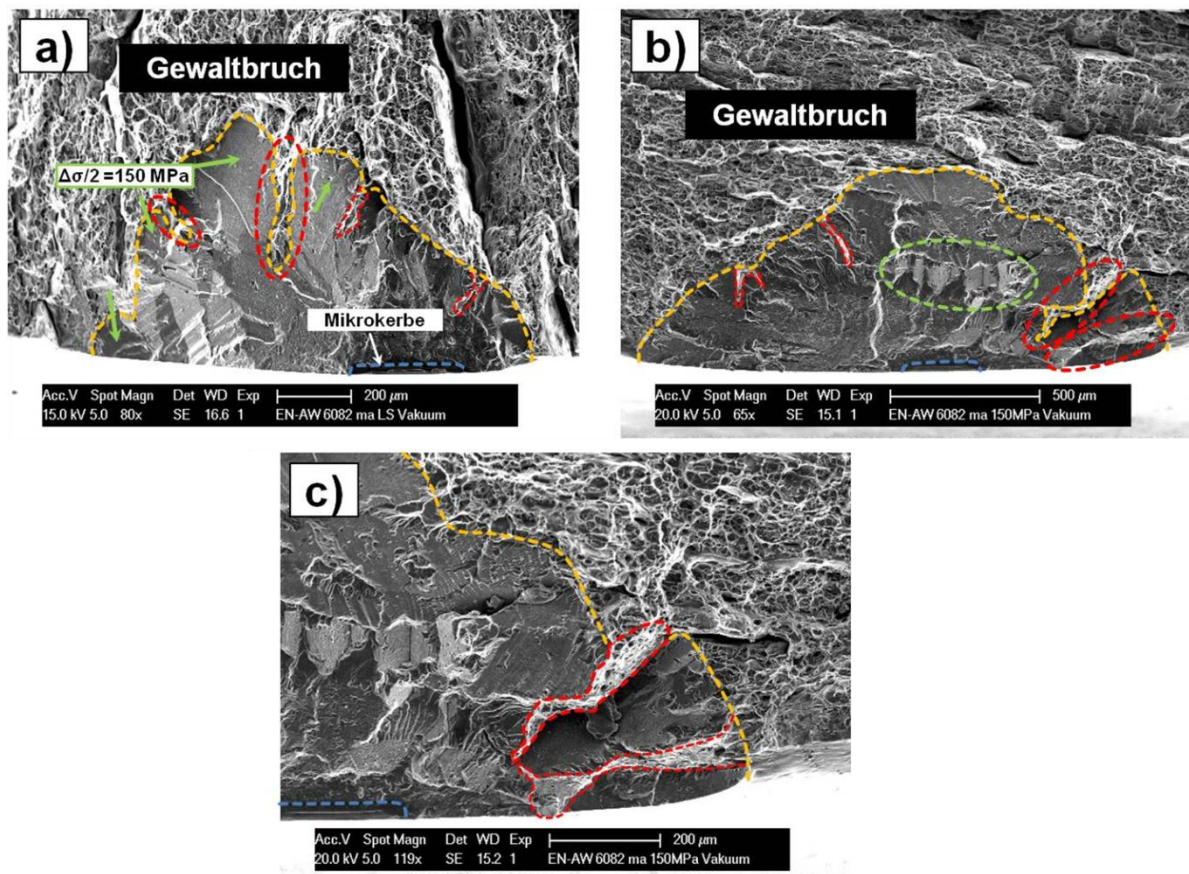 a)
Gewaltbruch
Δσ/2 =150 MPa
Mikrokerbe
Acc.V Spot Magn Det WD Exp 200 μm
15.0 kV 5.0 80x SE 16.6 1 EN-AW 6082 ma LS Vakuum
b)
Gewaltbruch
Acc.V Spot Magn Det WD Exp 500 μm
20.0 kV 5.0 65x SE 15.1 1 EN-AW 6082 ma 150MPa Vakuum
c)
Acc.V Spot Magn Det WD Exp 200 μm
20.0 kV 5.0 119x SE 15.2 1 EN-AW 6082 ma 150MPa Vakuum